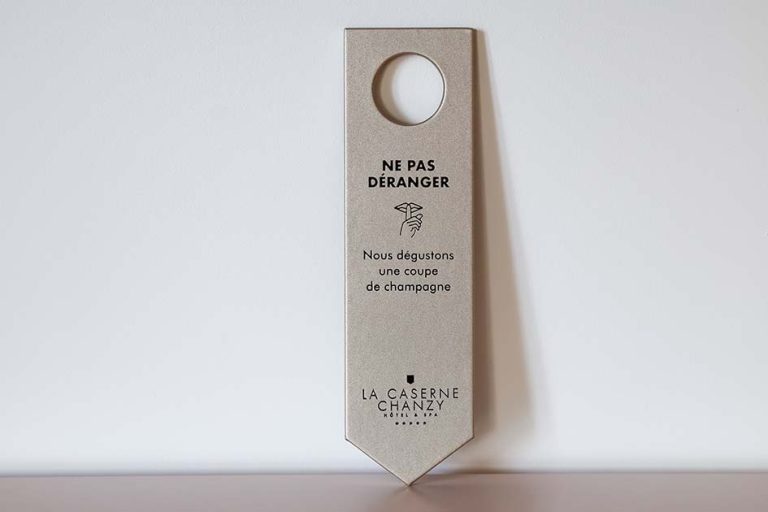 NE PAS
DÉRANGER
Nous dégustons
une coupe
de champagne
LA CASERNE
CHANZY
HÔTEL & SPA